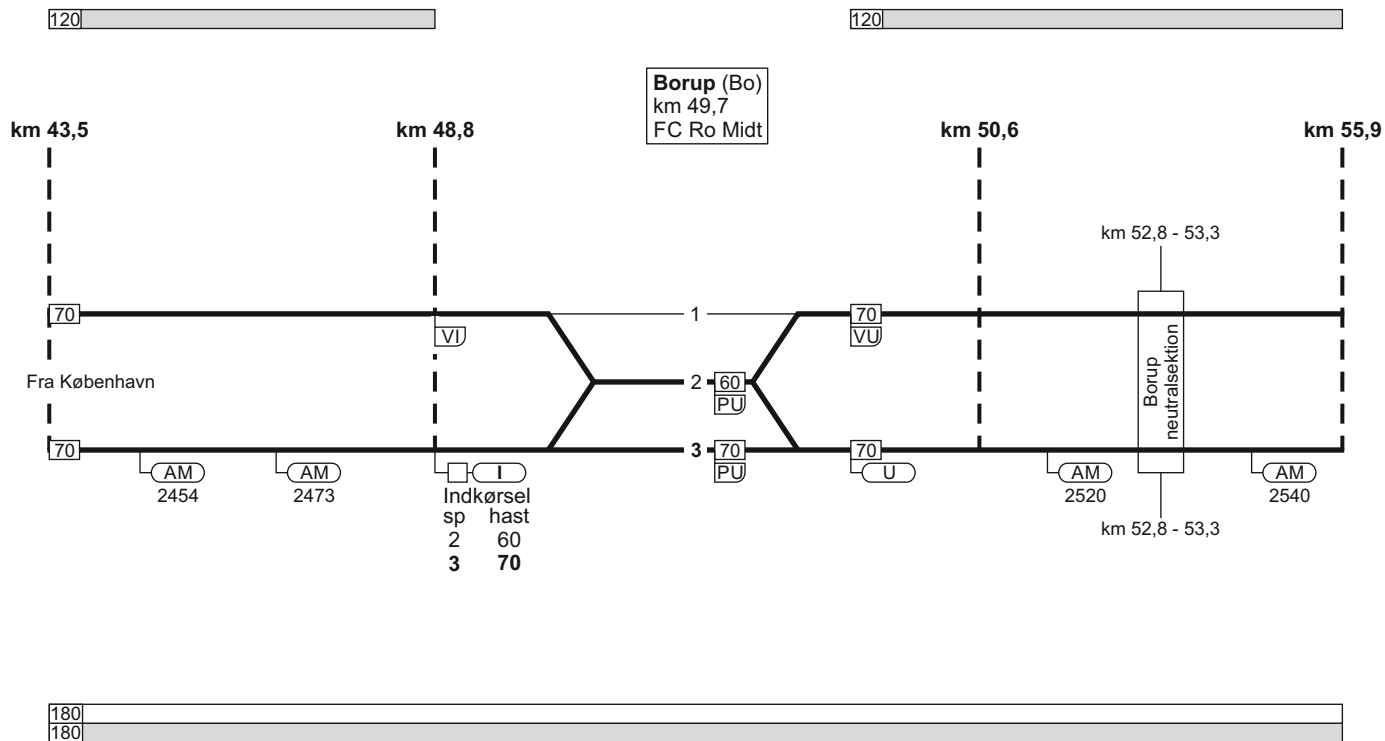 120
120
Borup (Bo)
km 49,7
FC Ro Midt
km 43,5
km 48,8
km 50,6
km 55,9
km 52,8 - 53,3
70
1
70
VI
VU
Fra København
2
60
PU
Borup
neutralsektion
70
3
70
70
PU
AM
2454
AM
2473
I
U
AM
2520
AM
2540
Indkørsel
sp hast
2 60
3 70
km 52,8 - 53,3
180
180